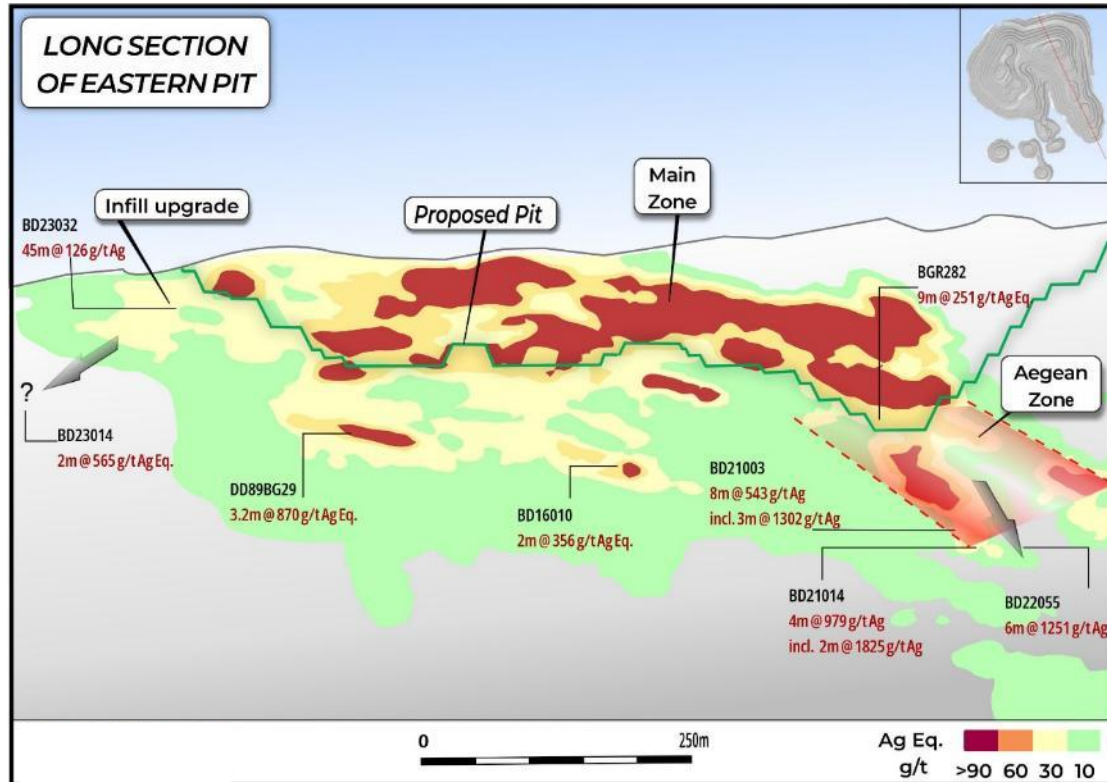 LONG SECTION
OF EASTERN PIT
Infill upgrade
Proposed Pit
Main
Zone
BD23032
45m @ 126 g/t Ag
BGR282
9m @ 251 g/t Ag Eq.
Aegean
Zone
?
BD23014
2m @ 565 g/t Ag Eq.
DD89BG29
3.2m @ 870 g/t Ag Eq.
BD16010
2m @ 356 g/t Ag Eq.
BD21003
8m @ 543 g/t Ag
incl. 3m @ 1302 g/t Ag
BD21014
4m @ 979 g/t Ag
incl. 2m @ 1825 g/t Ag
BD22055
6m @ 1251 g/t Ag
0 250m
Ag Eq.
g/t >90 60 30 10